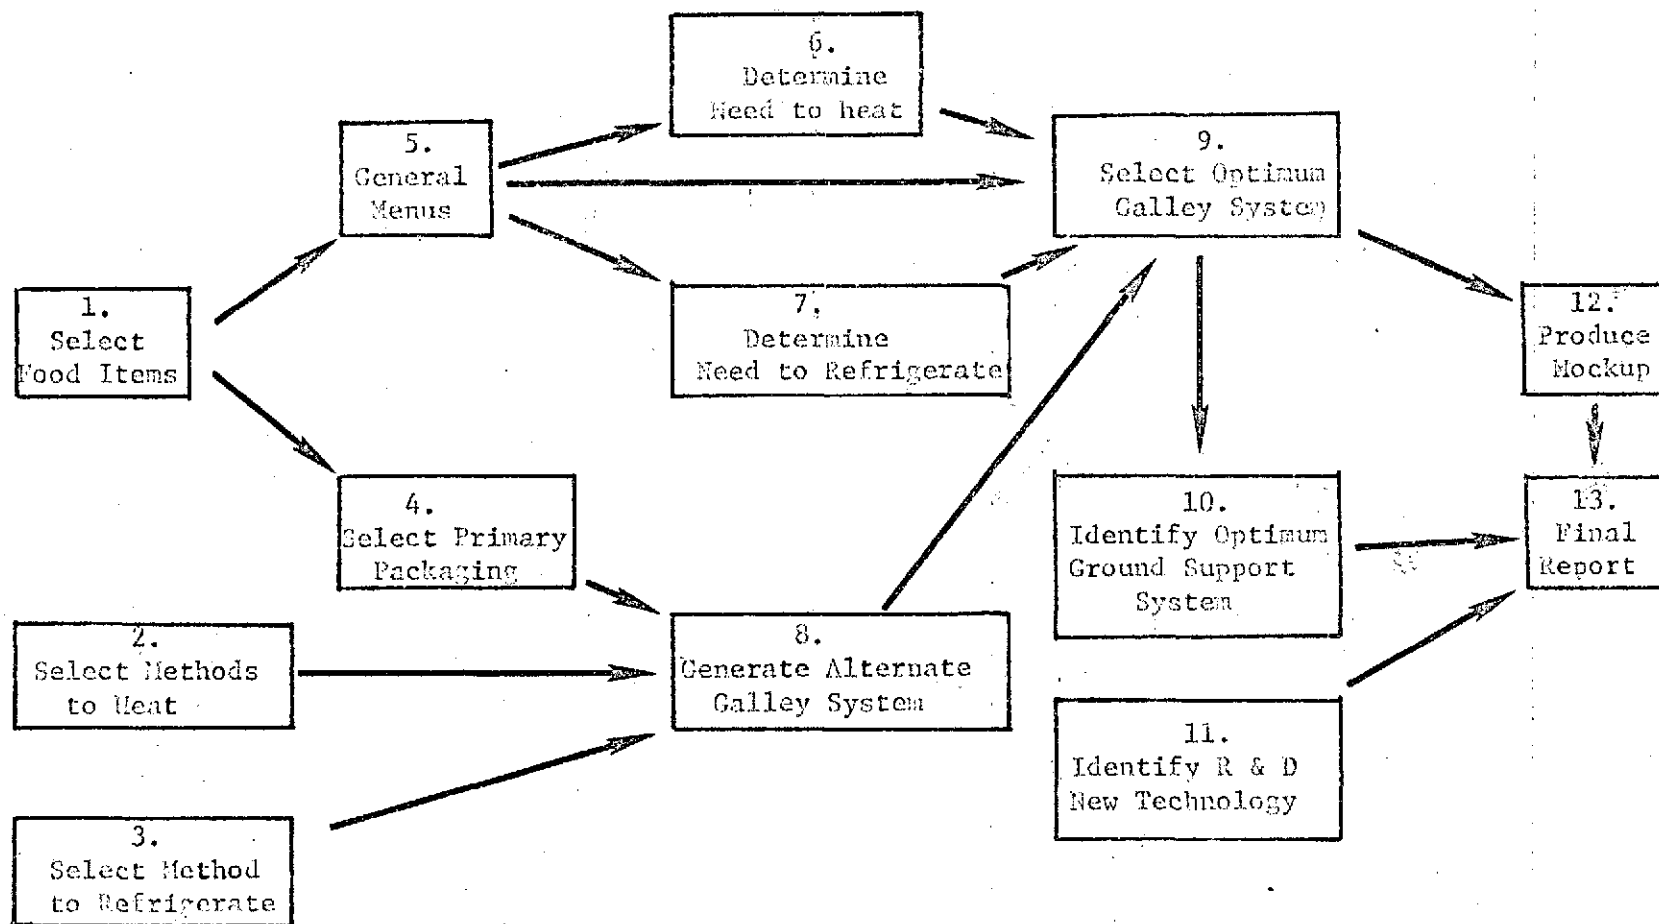 1.
Select
Food Items
2.
Select Methods
to Heat
3.
Select Method
to Refrigerate
4.
Select Primary
Packaging
5.
General
Menus
6.
Determine
Need to heat
7.
Determine
Need to Refrigerate
8.
Generate Alternate
Galley System
9.
Select Optimum
Galley System
10.
Identify Optimum
Ground Support
System
11.
Identify R & D
New Technology
12.
Produce
Mockup
13.
Final
Report